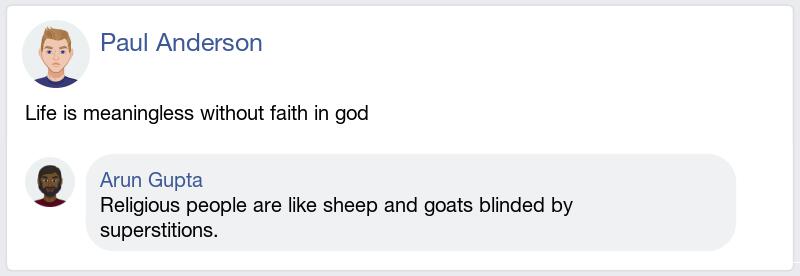 Paul Anderson
Life is meaningless without faith in god
Arun Gupta
Religious people are like sheep and goats blinded by
superstitions.